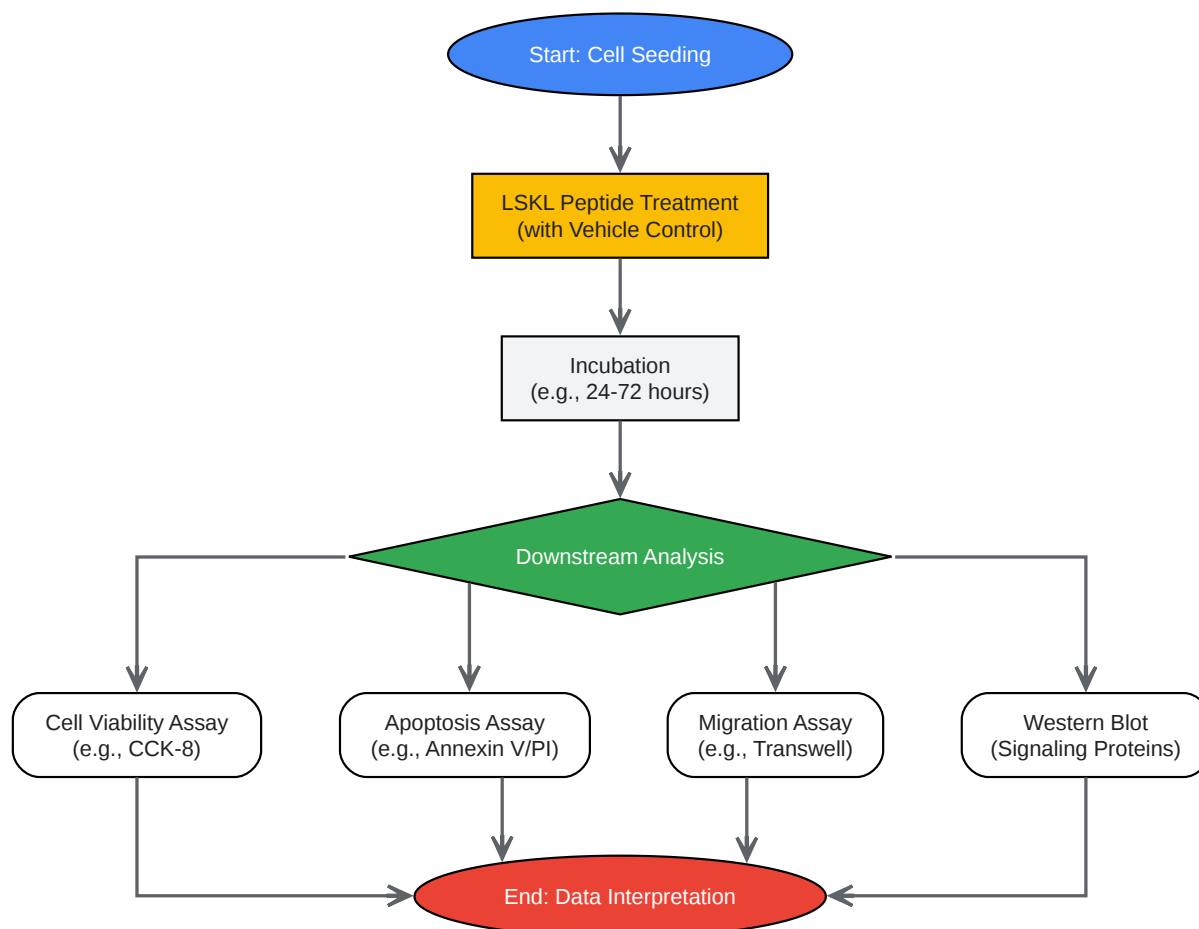 Start: Cell Seeding
LSKL Peptide Treatment
(with Vehicle Control)
Incubation
(e.g., 24-72 hours)
Downstream Analysis
Cell Viability Assay
(e.g., CCK-8)
Apoptosis Assay
(e.g., Annexin V/PI)
Migration Assay
(e.g., Transwell)
Western Blot
(Signaling Proteins)
End: Data Interpretation